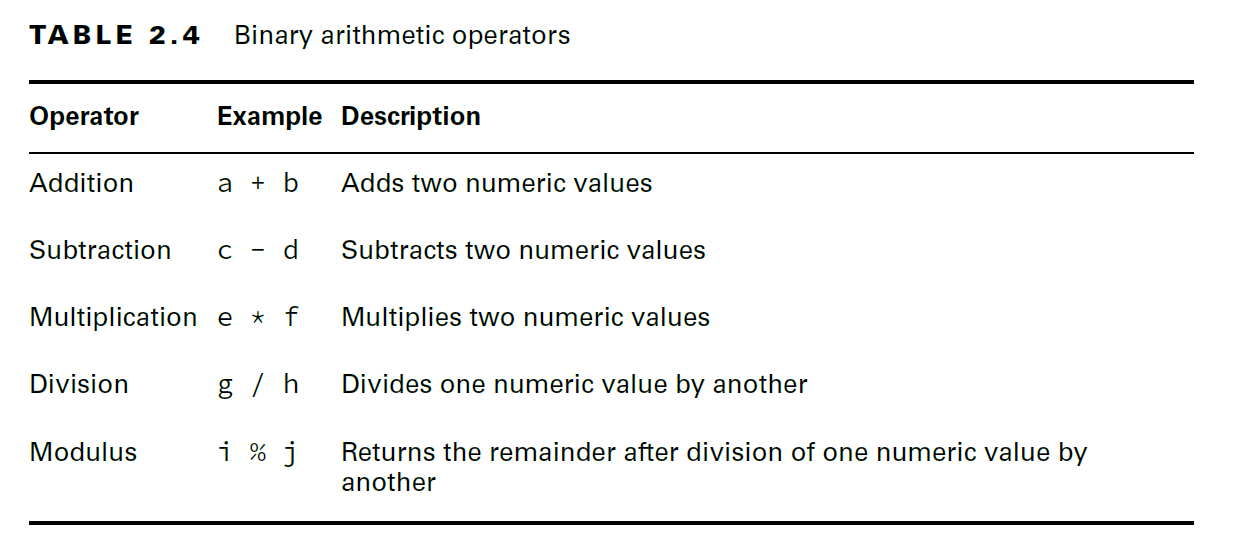 TABLE 2.4 Binary arithmetic operators
Operator Example Description
Addition a + b Adds two numeric values
Subtraction c - d Subtracts two numeric values
Multiplication e * f Multiplies two numeric values
Division g / h Divides one numeric value by another
Modulus i % j Returns the remainder after division of one numeric value by
another